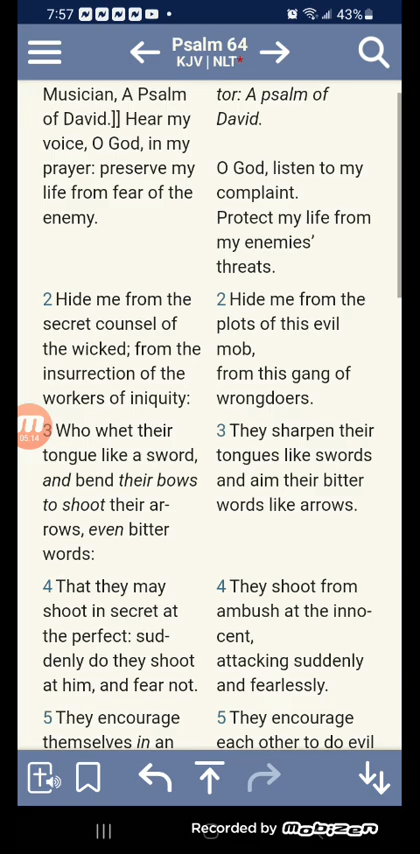 7:57
43%
Psalm 64
KJV | NLT*
Musician, A Psalm
of David.]] Hear my
voice, O God, in my
prayer: preserve my
life from fear of the
enemy.
2 Hide me from the
secret counsel of
the wicked; from the
insurrection of the
workers of iniquity:
3 Who whet their
tongue like a sword,
and bend their bows
to shoot their ar-
rows, even bitter
words:
4 That they may
shoot in secret at
the perfect: sud-
denly do they shoot
at him, and fear not.
5 They encourage
themselves in an
tor: A psalm of
David.
O God, listen to my
complaint.
Protect my life from
my enemies’
threats.
2 Hide me from the
plots of this evil
mob,
from this gang of
wrongdoers.
3 They sharpen their
tongues like swords
and aim their bitter
words like arrows.
4 They shoot from
ambush at the inno-
cent,
attacking suddenly
and fearlessly.
5 They encourage
each other to do evil
05:14
Recorded by mobizen